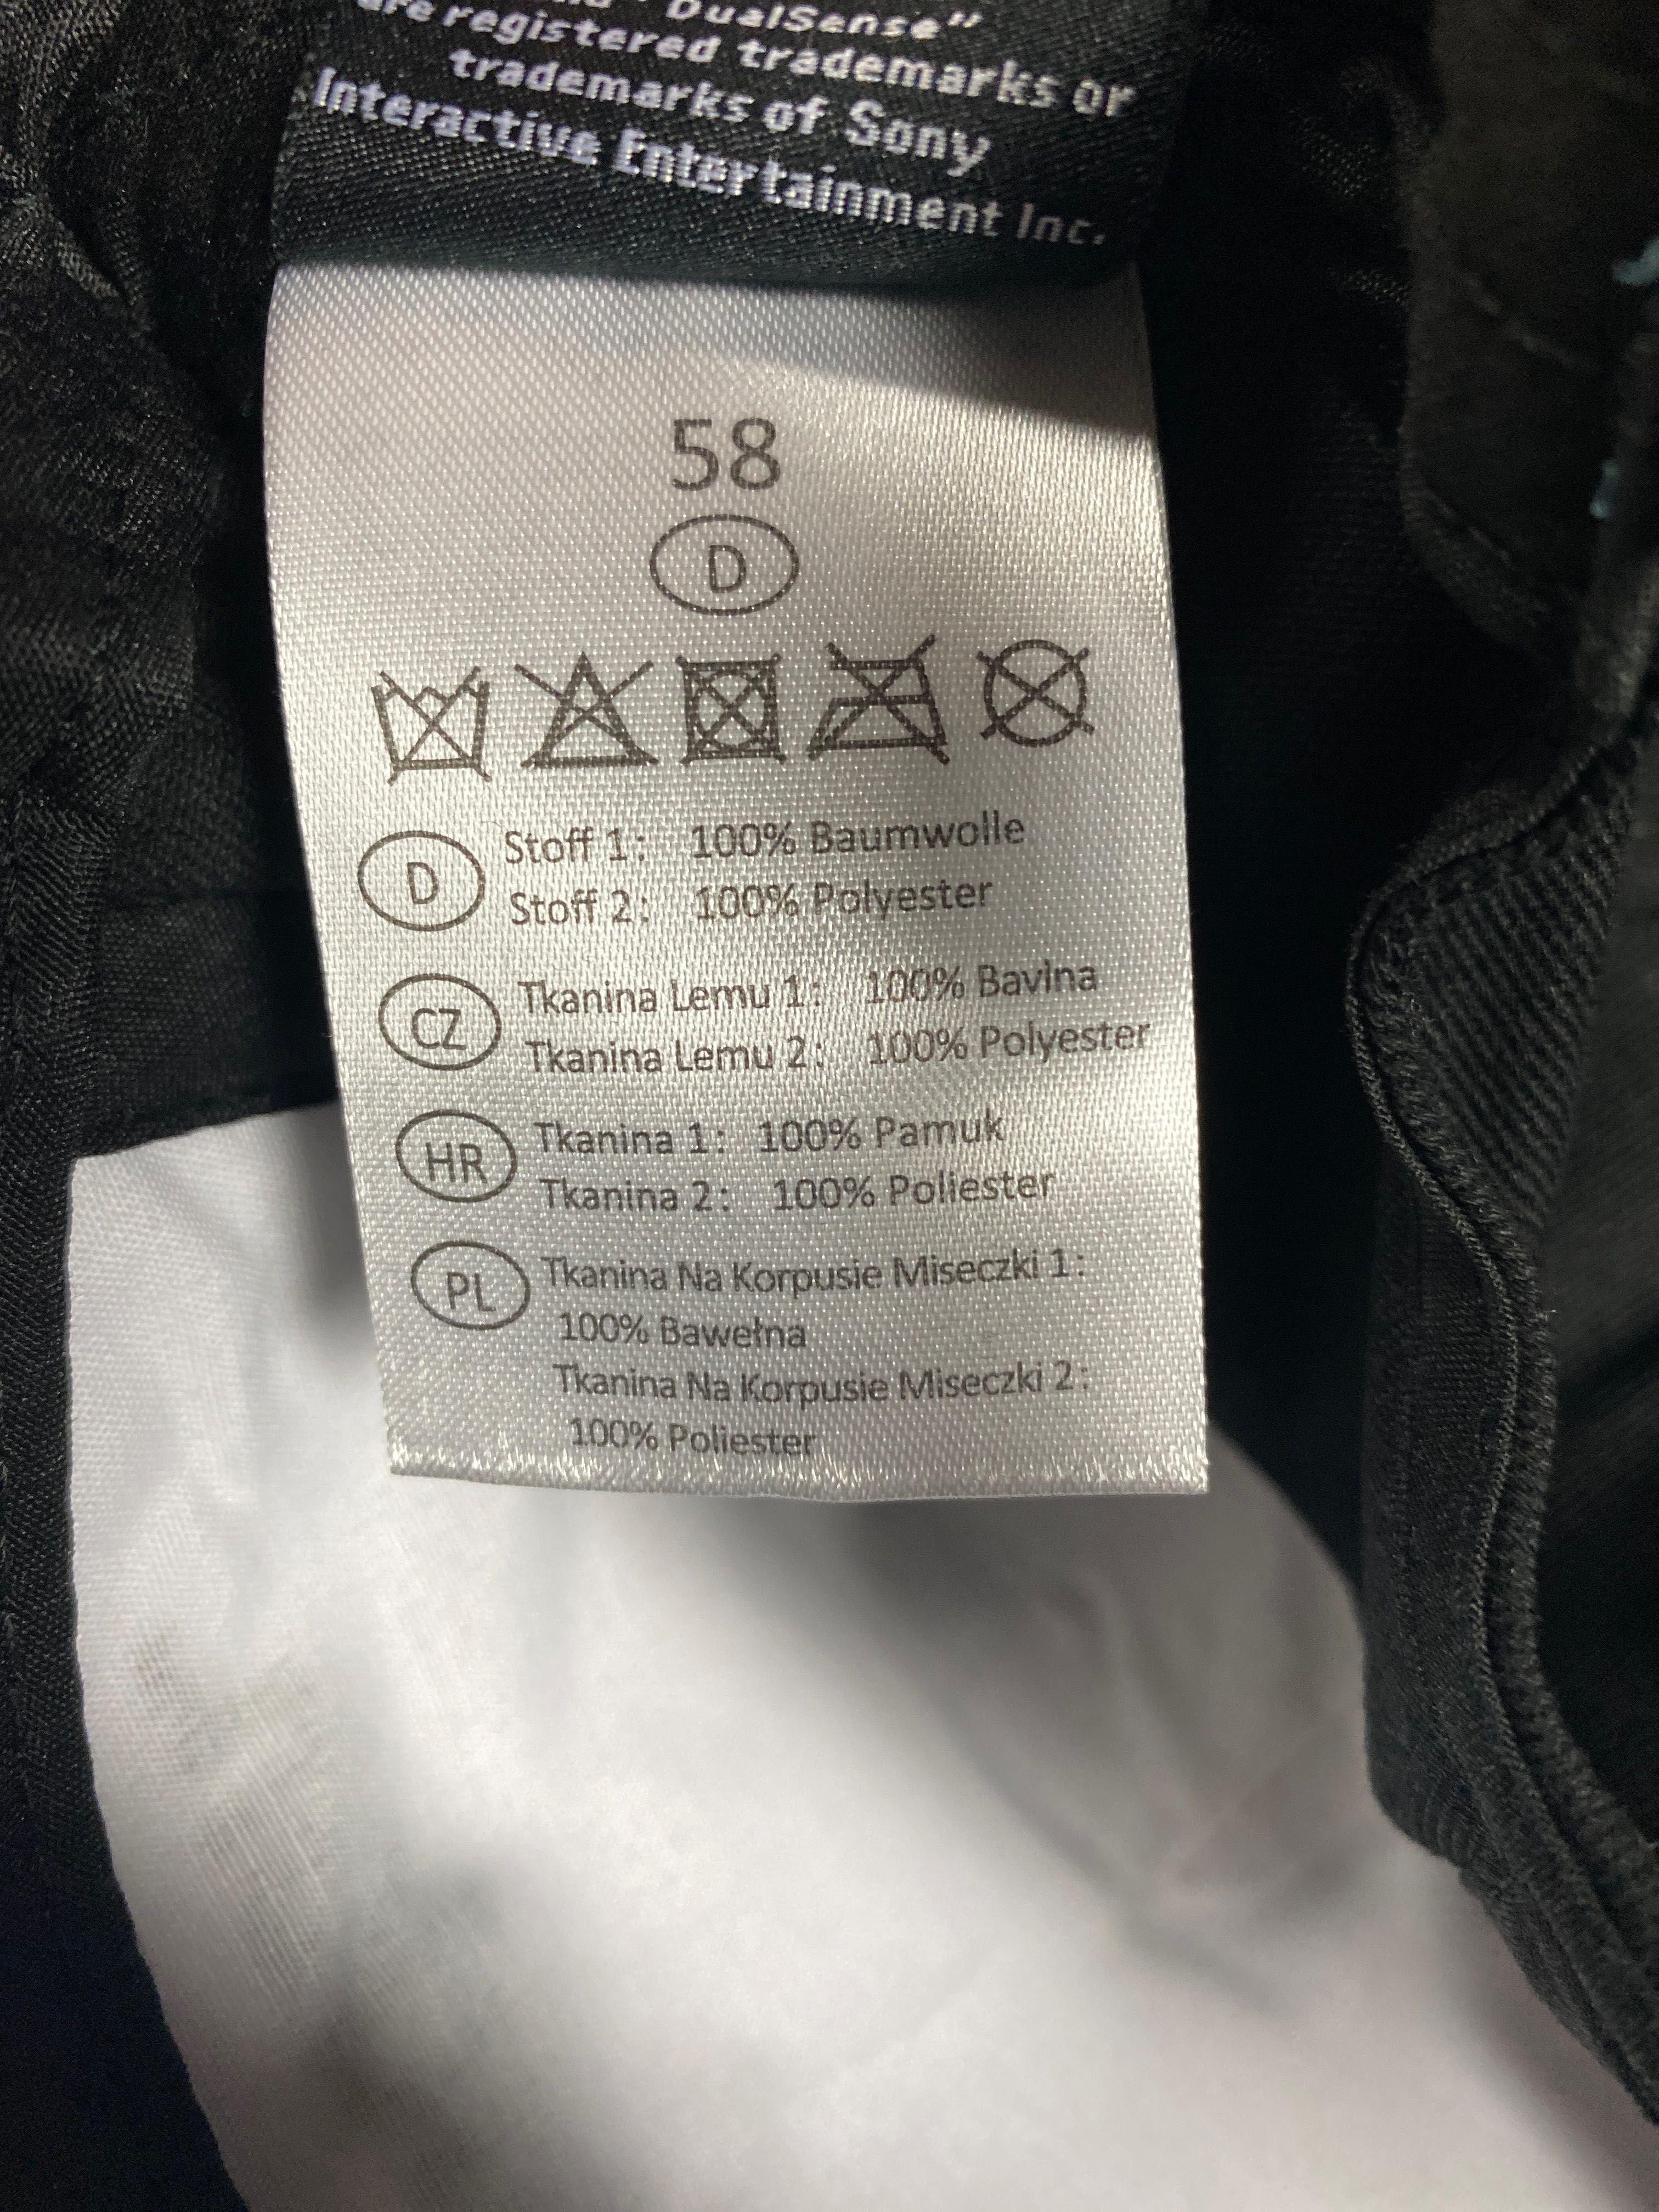 DualSense"
are registered trademarks or
trademarks of Sony
Interactive Entertainment Inc.
58
D
D Stoff 1: 100% Baumwolle
Stoff 2: 100% Polyester
CZ Tkanina Lemu 1: 100% Bavlna
Tkanina Lemu 2: 100% Polyester
HR Tkanina 1: 100% Pamuk
Tkanina 2: 100% Poliester
PL Tkanina Na Korpusie Miseczki 1:
100% Bawełna
Tkanina Na Korpusie Miseczki 2:
100% Poliester